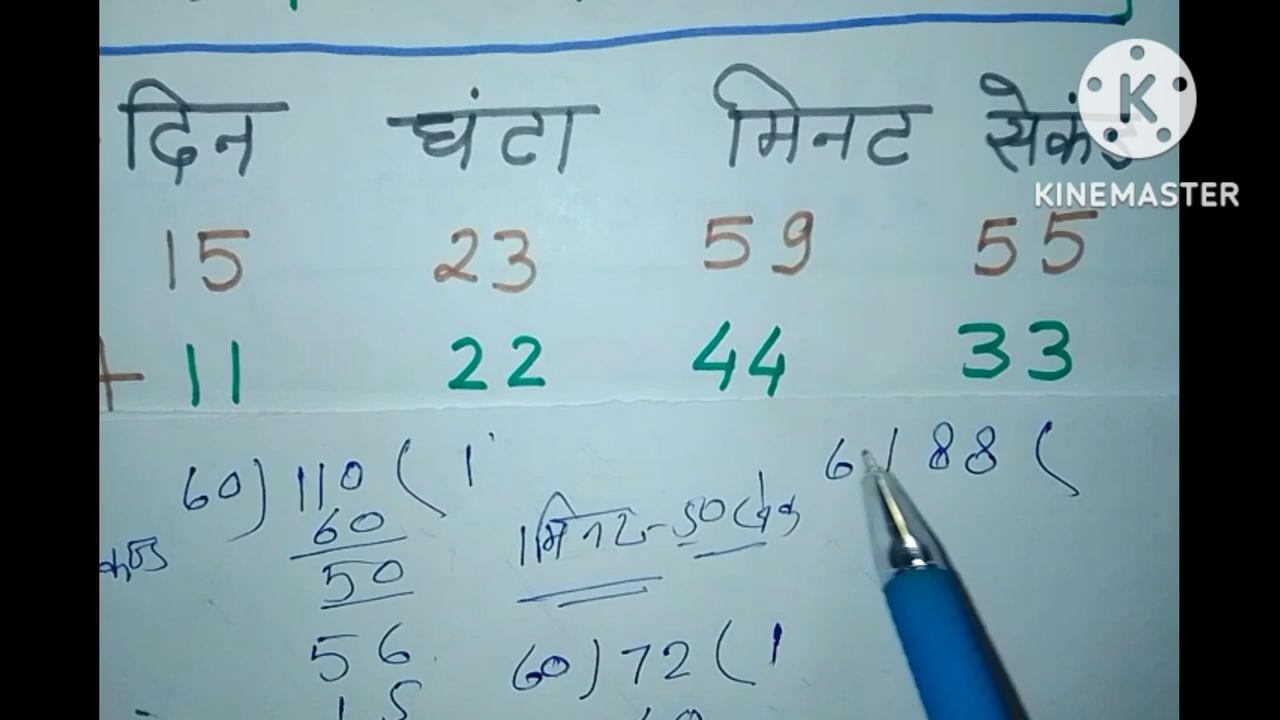 दिन घंटा मिनट
K
KINEMASTER
15 23 59 55
+ 11 22 44 33
60) 110 ( 1
60
50
1 मिनट - 50
6 ) 88 (
56
60) 72 ( 1